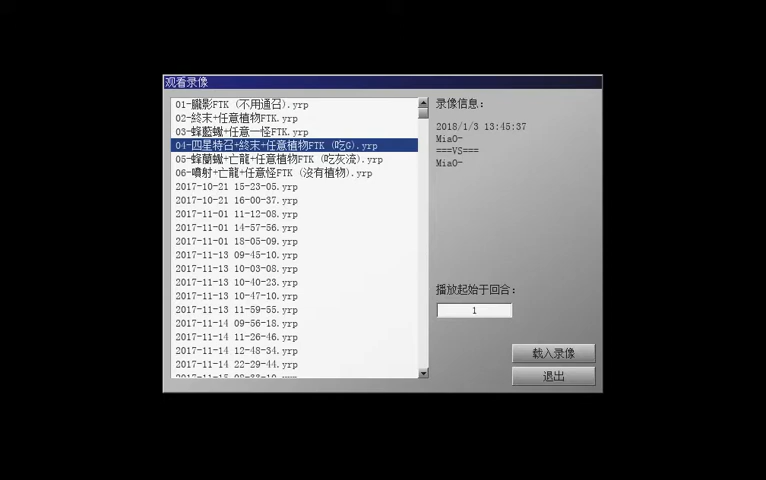 观看录像
01-朧影FTK (不用通召).yrp
02-終末+任意植物FTK.yrp
03-蜂藍蠍+任意一怪FTK.yrp
04-四星特召+終末+任意植物FTK (吃G).yrp
05-蜂蘭蠍+亡龍+任意植物FTK (吃灰流).yrp
06-噴射+亡龍+任意怪FTK (沒有植物).yrp
2017-10-21 15-23-05.yrp
2017-10-21 16-00-37.yrp
2017-11-01 11-12-08.yrp
2017-11-01 14-57-56.yrp
2017-11-01 18-05-09.yrp
2017-11-13 09-45-10.yrp
2017-11-13 10-03-08.yrp
2017-11-13 10-40-23.yrp
2017-11-13 10-47-10.yrp
2017-11-13 11-59-55.yrp
2017-11-14 09-56-18.yrp
2017-11-14 11-26-46.yrp
2017-11-14 12-48-34.yrp
2017-11-14 22-29-44.yrp
录像信息：
2018/1/3 13:45:37
MiaO-
===VS===
MiaO-
播放起始于回合：
1
载入录像
退出